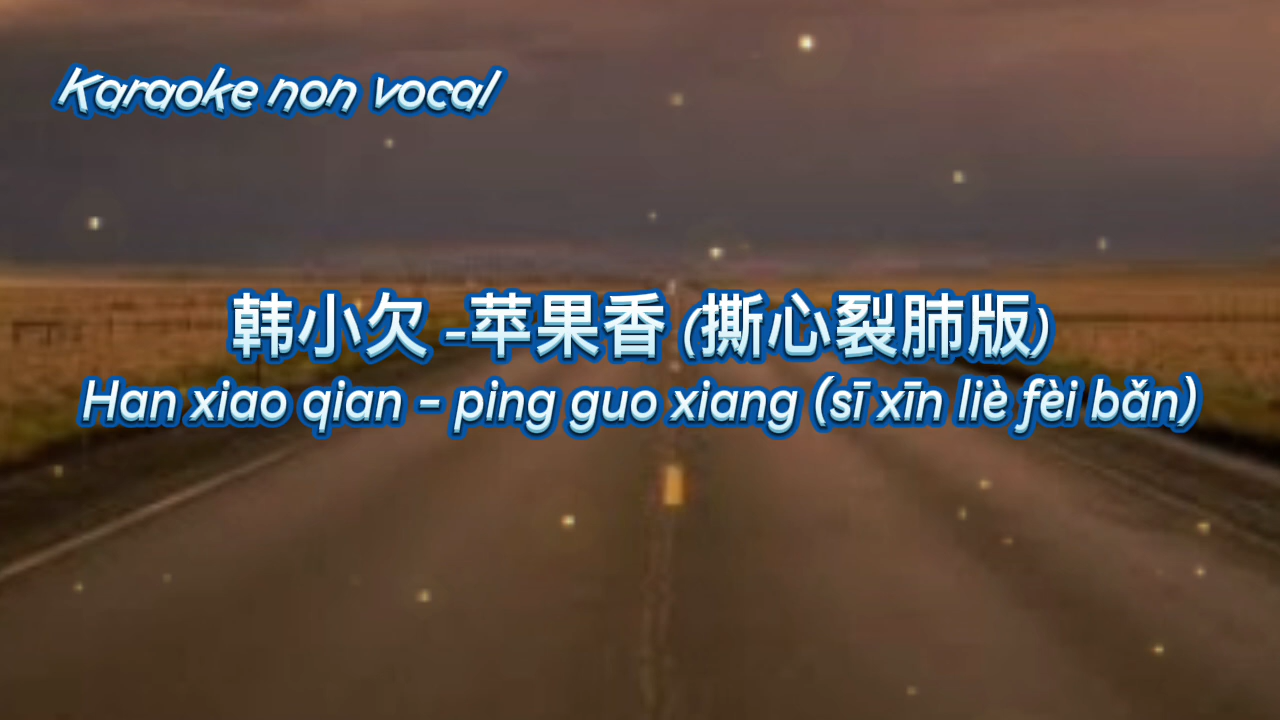 Karaoke non vocal
韩小欠 -苹果香 (撕心裂肺版)
Han xiao qian - ping guo xiang (sī xīn liè fèi bǎn)